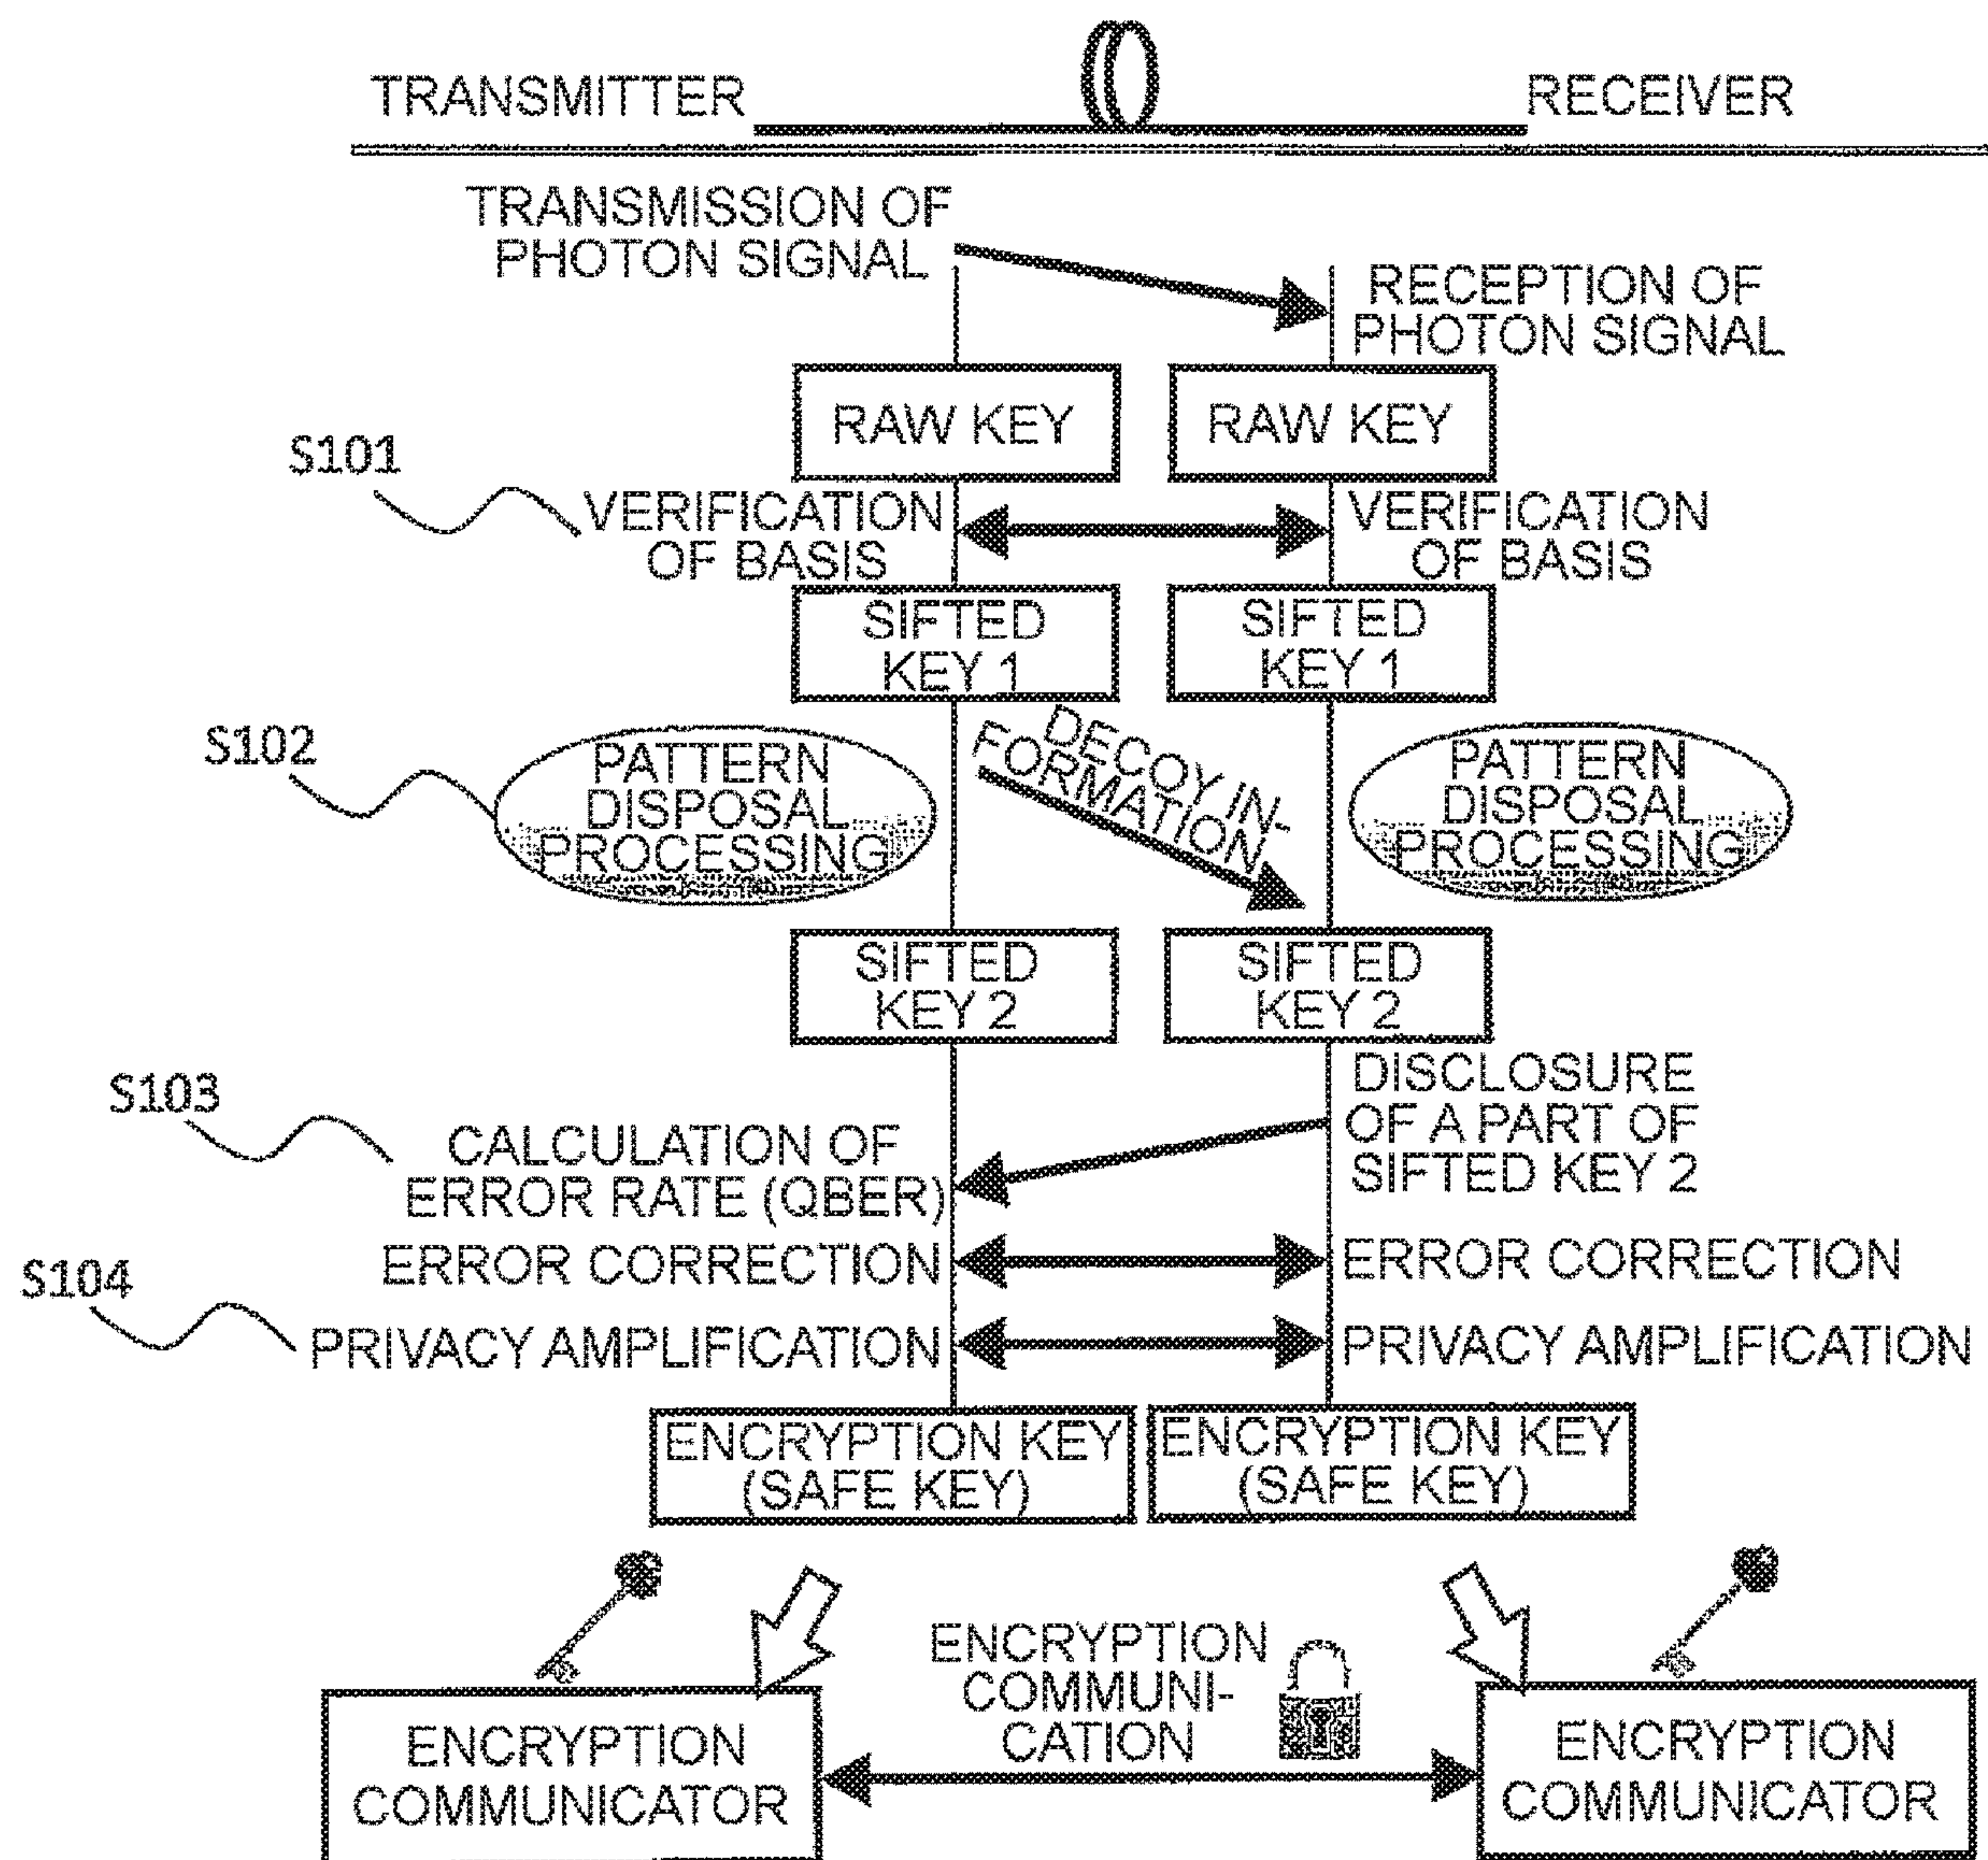 TRANSMITTER
RECEIVER
TRANSMISSION OF
PHOTON SIGNAL
RECEPTION OF
PHOTON SIGNAL
RAW KEY
RAW KEY
S101
VERIFICATION
OF BASIS
VERIFICATION
OF BASIS
SIFTED
KEY 1
SIFTED
KEY 1
S102
PATTERN
DISPOSAL
PROCESSING
DECOY IN-
FORMATION
PATTERN
DISPOSAL
PROCESSING
SIFTED
KEY 2
SIFTED
KEY 2
DISCLOSURE
OF A PART OF
SIFTED KEY 2
S103
CALCULATION OF
ERROR RATE (QBER)
ERROR CORRECTION
ERROR CORRECTION
S104
PRIVACY AMPLIFICATION
PRIVACY AMPLIFICATION
ENCRYPTION KEY
(SAFE KEY)
ENCRYPTION KEY
(SAFE KEY)
ENCRYPTION
COMMUNI-
CATION
ENCRYPTION
COMMUNICATOR
ENCRYPTION
COMMUNICATOR